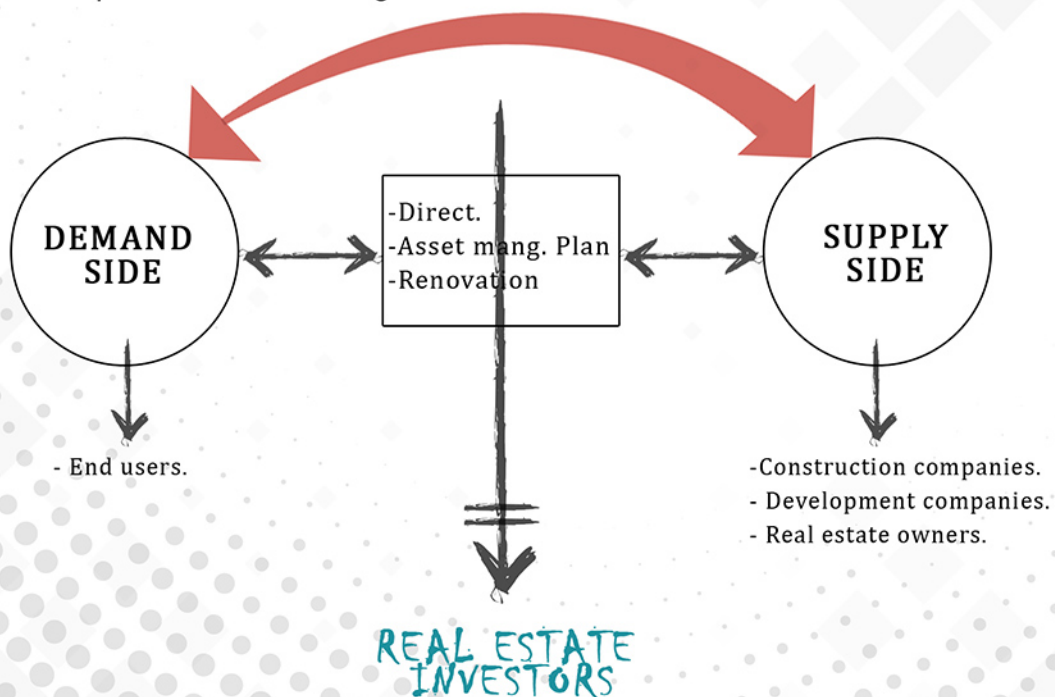 DEMAND
SIDE
-Direct.
-Asset mang. Plan
-Renovation
SUPPLY
SIDE
- End users.
-Construction companies.
- Development companies.
- Real estate owners.
REAL ESTATE
INVESTORS